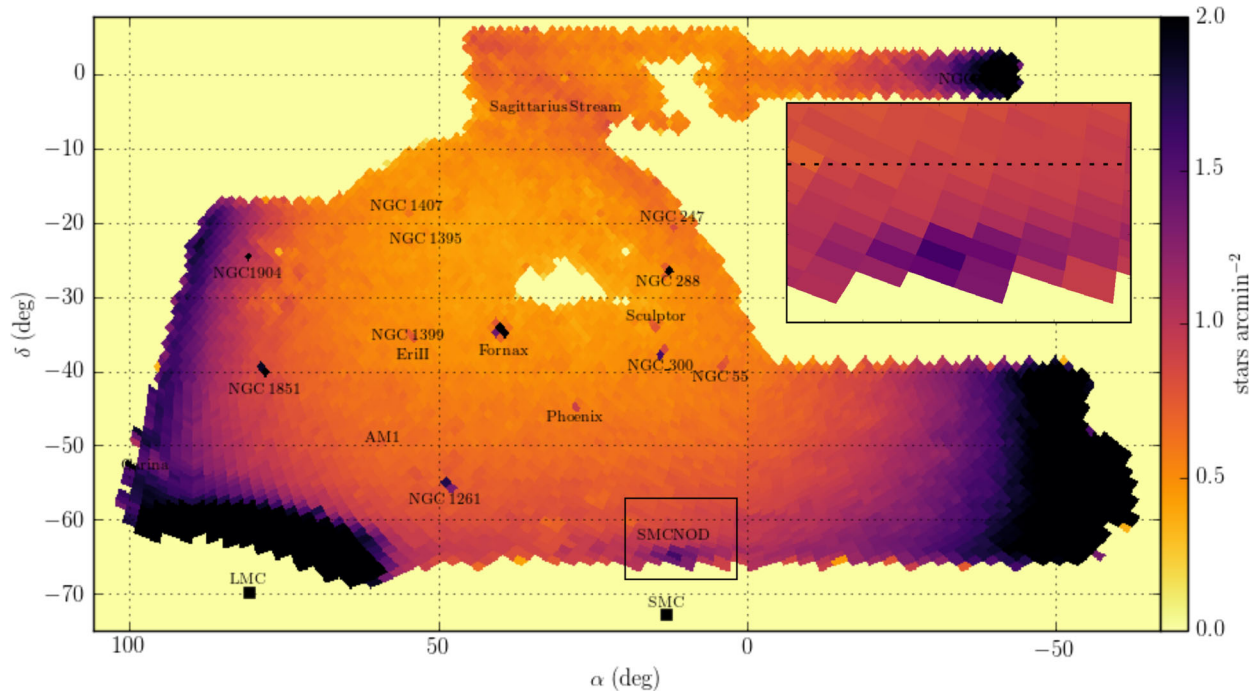 2.0
0
NGC
Sagittarius Stream
−10
1.5
NGC 1407
−20
NGC 247
NGC 1395
NGC1904
NGC 288
−30
Sculptor
NGC 1399
EriII
Fornax
1.0
NGC 300
NGC 55
−40
NGC 1851
Phoenix
AM1
−50
Carina
0.5
NGC 1261
−60
SMCNOD
LMC
−70
SMC
0.0
100
50
0
−50
α (deg)
δ (deg)
stars arcmin−2